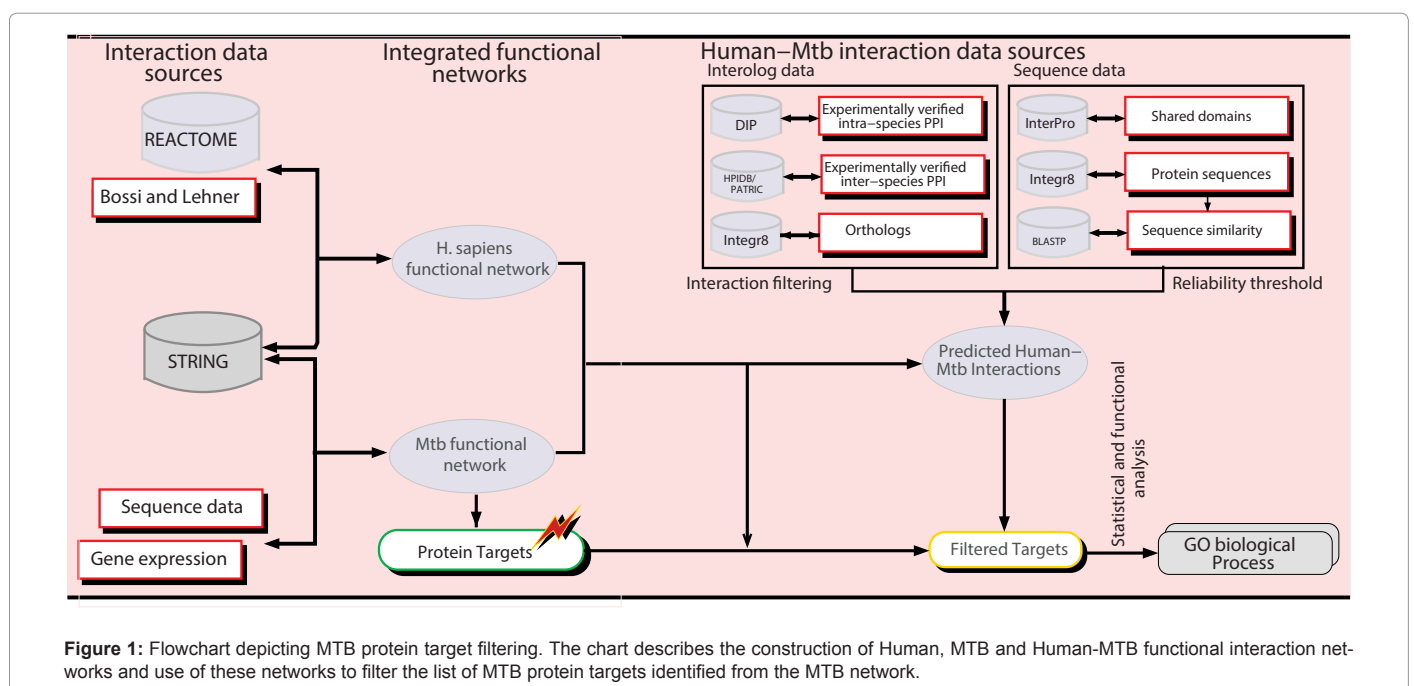 Interaction data
sources
Integrated functional
networks
Human−Mtb interaction data sources
Interolog data
Sequence data
REACTOME
Bossi and Lehner
STRING
Sequence data
Gene expression
H. sapiens
functional network
Mtb functional
network
Protein Targets
DIP
Experimentally verified
intra−species PPI
HPIDB/
PATRIC
Experimentally verified
inter−species PPI
Integr8
Orthologs
InterPro
Shared domains
Integr8
Protein sequences
BLASTP
Sequence similarity
Interaction filtering
Reliability threshold
Predicted Human−
Mtb Interactions
Statistical and functional
analysis
Filtered Targets
GO biological
Process
Figure 1: Flowchart depicting MTB protein target filtering. The chart describes the construction of Human, MTB and Human-MTB functional interaction net-
works and use of these networks to filter the list of MTB protein targets identified from the MTB network.